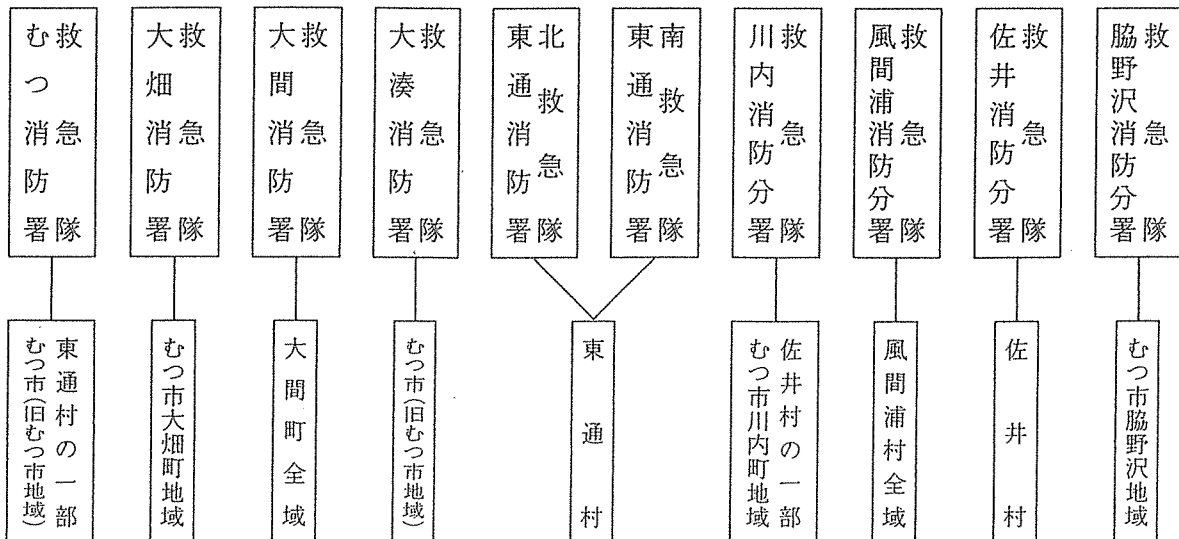 むつ消防署
救急隊
大畑消防署
救急隊
大間消防署
救急隊
大湊消防署
救急隊
東通消防署
北救急隊
東通消防署
南救急隊
川内消防分署
救急隊
風間浦消防分署
救急隊
佐井消防分署
救急隊
脇野沢消防分署
救急隊
むつ市(旧むつ市地域)
東通村の一部
むつ市大畑町地域
大間町全域
むつ市(旧むつ市地域)
東通村
むつ市川内町地域
佐井村の一部
風間浦村全域
佐井村
むつ市脇野沢地域